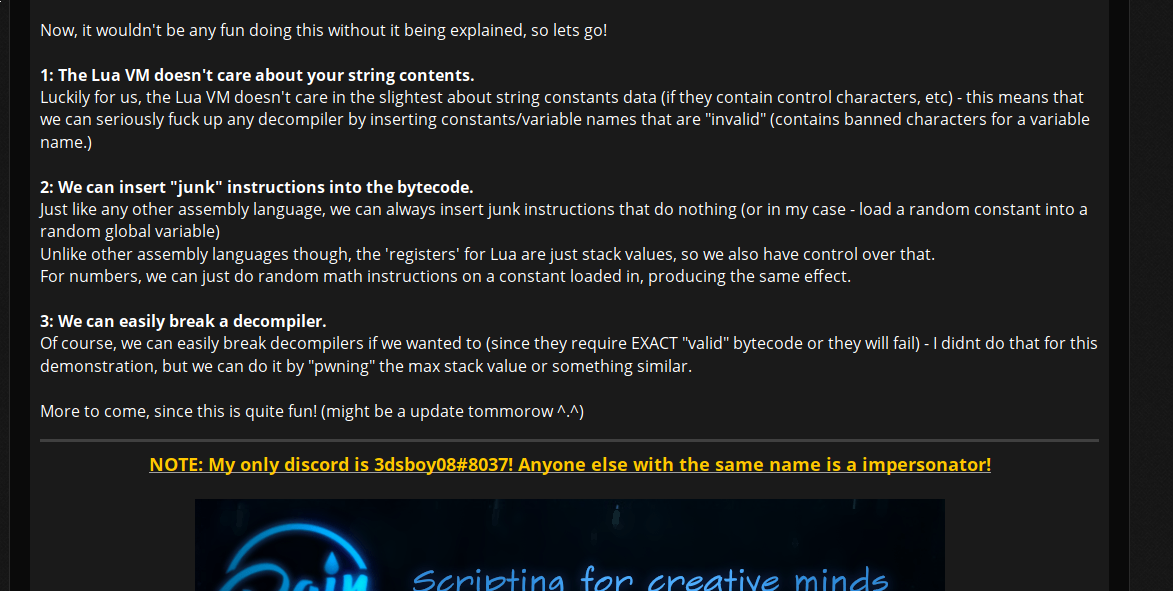 Now, it wouldn't be any fun doing this without it being explained, so lets go!
1: The Lua VM doesn't care about your string contents.
Luckily for us, the Lua VM doesn't care in the slightest about string constants data (if they contain control characters, etc) - this means that
we can seriously fuck up any decompiler by inserting constants/variable names that are "invalid" (contains banned characters for a variable
name.)
2: We can insert "junk" instructions into the bytecode.
Just like any other assembly language, we can always insert junk instructions that do nothing (or in my case - load a random constant into a
random global variable)
Unlike other assembly languages though, the 'registers' for Lua are just stack values, so we also have control over that.
For numbers, we can just do random math instructions on a constant loaded in, producing the same effect.
3: We can easily break a decompiler.
Of course, we can easily break decompilers if we wanted to (since they require EXACT "valid" bytecode or they will fail) - I didnt do that for this
demonstration, but we can do it by "pwning" the max stack value or something similar.
More to come, since this is quite fun! (might be a update tommorow ^.^)
NOTE: My only discord is 3dsboy08#8037! Anyone else with the same name is a impersonator!
Rain
Scripting for creative minds